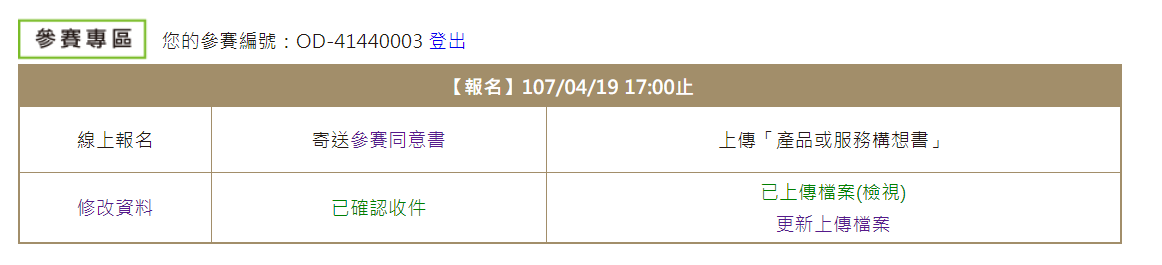 參賽專區 您的參賽編號：OD-41440003 登出
【報名】107/04/19 17:00止
線上報名 寄送參賽同意書 上傳「產品或服務構想書」
修改資料 已確認收件 已上傳檔案(檢視)
更新上傳檔案